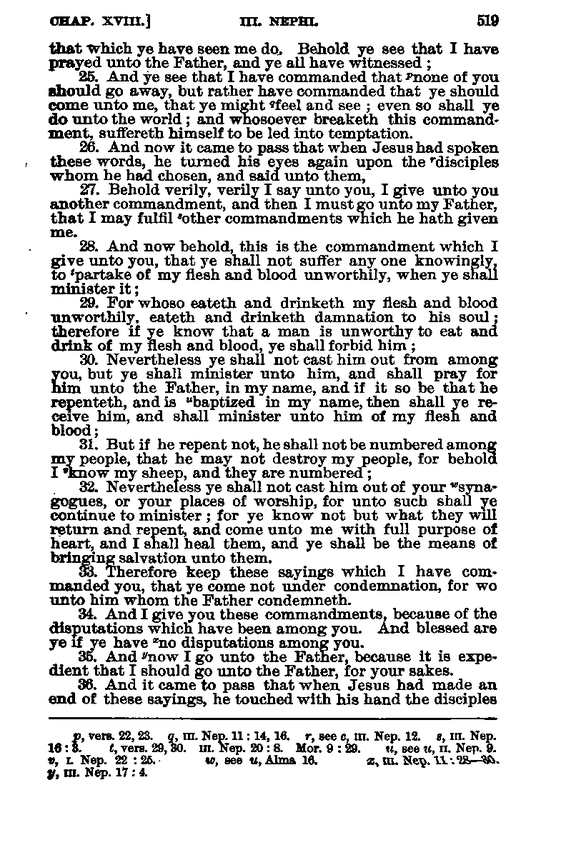 CHAP. XVIII.] III. NEPHI. 519
that which ye have seen me do. Behold ye see that I have
prayed unto the Father, and ye all have witnessed ;
25. And ye see that I have commanded that ᵖnone of you
should go away, but rather have commanded that ye should
come unto me, that ye might ᑫfeel and see ; even so shall ye
do unto the world ; and whosoever breaketh this command-
ment, suffereth himself to be led into temptation.
26. And now it came to pass that when Jesus had spoken
these words, he turned his eyes again upon the ʳdisciples
whom he had chosen, and said unto them,
27. Behold verily, verily I say unto you, I give unto you
another commandment, and then I must go unto my Father,
that I may fulfil ˢother commandments which he hath given
me.
28. And now behold, this is the commandment which I
give unto you, that ye shall not suffer any one knowingly,
to ᵗpartake of my flesh and blood unworthily, when ye shall
minister it ;
29. For whoso eateth and drinketh my flesh and blood
unworthily, eateth and drinketh damnation to his soul ;
therefore if ye know that a man is unworthy to eat and
drink of my flesh and blood, ye shall forbid him ;
30. Nevertheless ye shall not cast him out from among
you, but ye shall minister unto him, and shall pray for
him unto the Father, in my name, and if it so be that he
repenteth, and is ᵘbaptized in my name, then shall ye re-
ceive him, and shall minister unto him of my flesh and
blood ;
31. But if he repent not, he shall not be numbered among
my people, that he may not destroy my people, for behold
I ᵛknow my sheep, and they are numbered ;
32. Nevertheless ye shall not cast him out of your ʷsyna-
gogues, or your places of worship, for unto such shall ye
continue to minister ; for ye know not but what they will
return and repent, and come unto me with full purpose of
heart, and I shall heal them, and ye shall be the means of
bringing salvation unto them.
33. Therefore keep these sayings which I have com-
manded you, that ye come not under condemnation, for wo
unto him whom the Father condemneth.
34. And I give you these commandments, because of the
disputations which have been among you. And blessed are
ye if ye have ˣno disputations among you.
35. And ʸnow I go unto the Father, because it is expe-
dient that I should go unto the Father, for your sakes.
36. And it came to pass that when Jesus had made an
end of these sayings, he touched with his hand the disciples
p, vers. 22, 23. q, III. Nep. 11 : 14, 16. r, see c, III. Nep. 12. s, III. Nep.
16 : 3. t, vers. 29, 30. III. Nep. 20 : 8. Mor. 9 : 29. u, see u, II. Nep. 9.
v, I. Nep. 22 : 25. w, see u, Alma 16. x, III. Nep. 11 : 28—30.
y, III. Nep. 17 : 4.